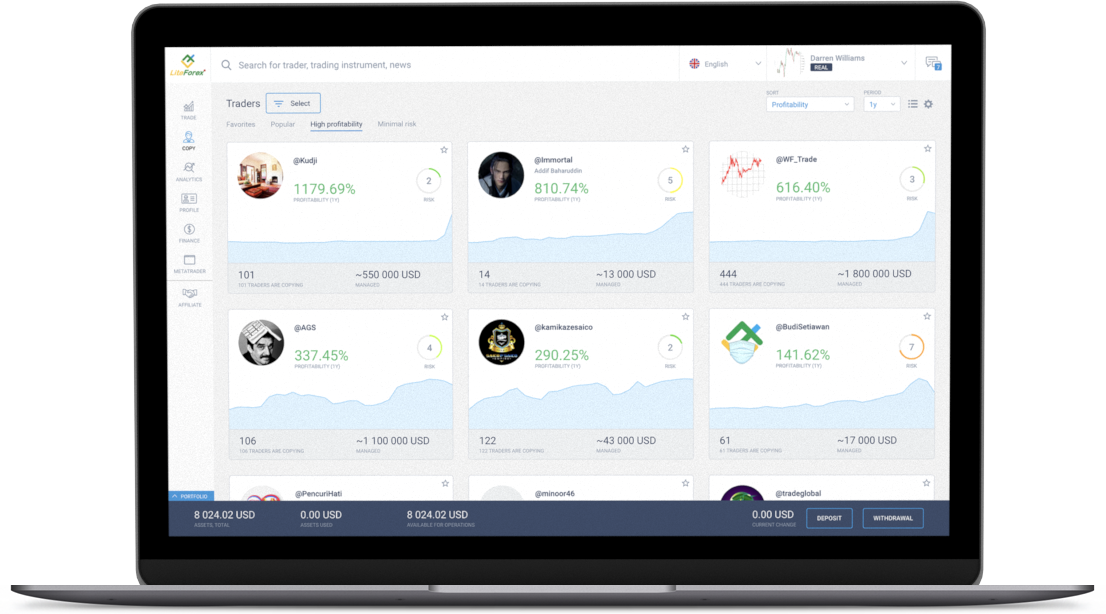 LiteForex
Search for trader, trading instrument, news
English
Darren Williams
REAL
7
TRADE
COPY
ANALYTICS
PROFILE
FINANCE
METATRADER
AFFILIATE
Traders
Select
SORT
Profitability
PERIOD
1y
Favorites Popular High profitability Minimal risk
@Kudji
1179.69%
PROFITABILITY (1Y)
2
RISK
101
101 TRADERS ARE COPYING
~550 000 USD
MANAGED
@Immortal
Addif Baharuddin
810.74%
PROFITABILITY (1Y)
5
RISK
14
14 TRADERS ARE COPYING
~13 000 USD
MANAGED
@WF_Trade
616.40%
PROFITABILITY (1Y)
3
RISK
444
444 TRADERS ARE COPYING
~1 800 000 USD
MANAGED
@AGS
337.45%
PROFITABILITY (1Y)
4
RISK
106
106 TRADERS ARE COPYING
~1 100 000 USD
MANAGED
@kamikazesaico
290.25%
PROFITABILITY (1Y)
2
RISK
122
122 TRADERS ARE COPYING
~43 000 USD
MANAGED
@BudiSetiawan
141.62%
PROFITABILITY (1Y)
7
RISK
61
61 TRADERS ARE COPYING
~17 000 USD
MANAGED
@PencuriHati
@minoor46
@tradeglobal
PORTFOLIO
8 024.02 USD
ASSETS, TOTAL
0.00 USD
ASSETS USED
8 024.02 USD
AVAILABLE FOR OPERATIONS
0.00 USD
CURRENT CHANGE
DEPOSIT
WITHDRAWAL